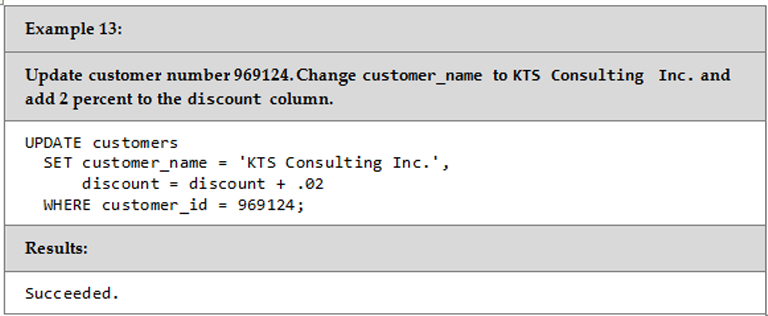 Example 13:
Update customer number 969124. Change customer_name to KTS Consulting Inc. and
add 2 percent to the discount column.
UPDATE customers
SET customer_name = 'KTS Consulting Inc.',
discount = discount + .02
WHERE customer_id = 969124;
Results:
Succeeded.